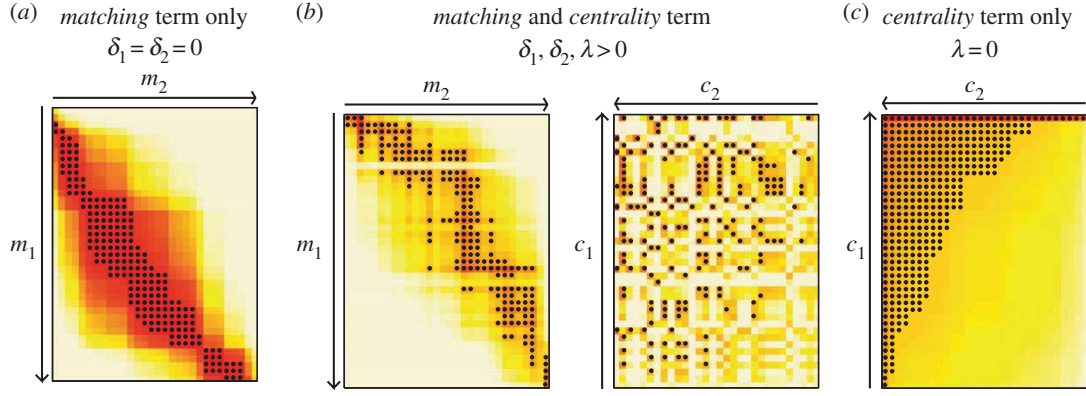 (a) matching term only
δ₁ = δ₂ = 0
m₂
m₁
(b) matching and centrality term
δ₁, δ₂, λ > 0
m₂
m₁
c₂
c₁
(c) centrality term only
λ = 0
c₂
c₁